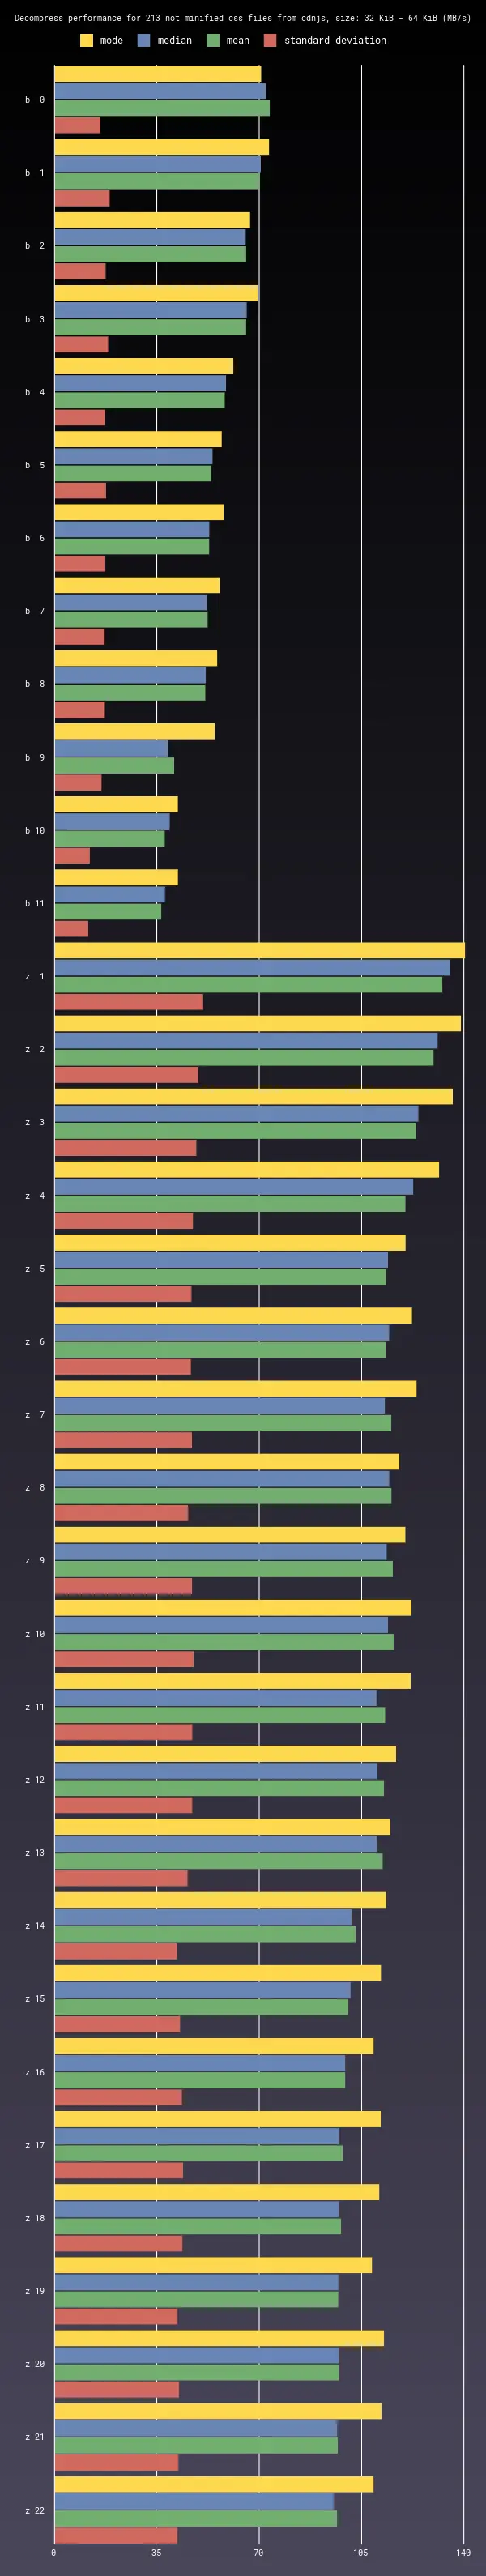 Decompress performance for 213 not minified css files from cdnjs, size: 32 KiB - 64 KiB (MB/s)
mode median mean standard deviation
b 0
b 1
b 2
b 3
b 4
b 5
b 6
b 7
b 8
b 9
b 10
b 11
z 1
z 2
z 3
z 4
z 5
z 6
z 7
z 8
z 9
z 10
z 11
z 12
z 13
z 14
z 15
z 16
z 17
z 18
z 19
z 20
z 21
z 22
0 35 70 105 140